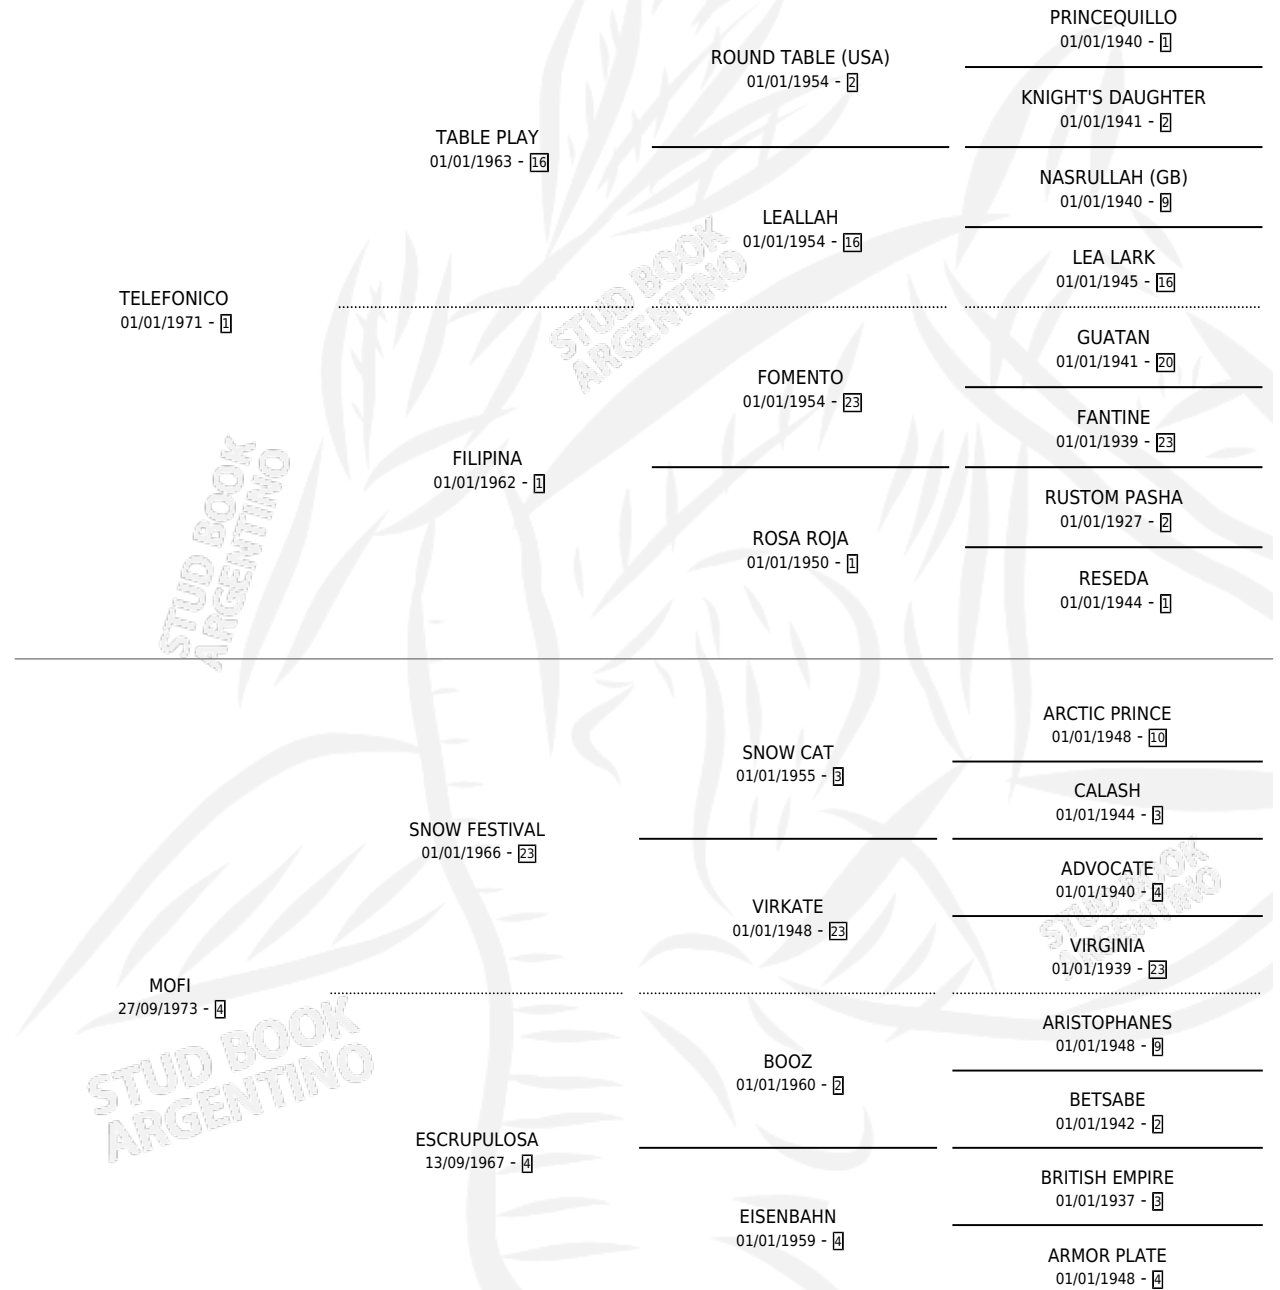 PRINCEQUILLO
01/01/1940 - 1
ROUND TABLE (USA)
01/01/1954 - 2
KNIGHT'S DAUGHTER
01/01/1941 - 2
TABLE PLAY
01/01/1963 - 16
NASRULLAH (GB)
01/01/1940 - 9
LEALLAH
01/01/1954 - 16
LEA LARK
01/01/1945 - 16
TELEFONICO
01/01/1971 - 1
GUATAN
01/01/1941 - 20
FOMENTO
01/01/1954 - 23
FANTINE
01/01/1939 - 23
FILIPINA
01/01/1962 - 1
RUSTOM PASHA
01/01/1927 - 2
ROSA ROJA
01/01/1950 - 1
RESEDA
01/01/1944 - 1
ARCTIC PRINCE
01/01/1948 - 10
SNOW CAT
01/01/1955 - 3
CALASH
01/01/1944 - 3
SNOW FESTIVAL
01/01/1966 - 23
ADVOCATE
01/01/1940 - 4
VIRKATE
01/01/1948 - 23
VIRGINIA
01/01/1939 - 23
MOFI
27/09/1973 - 4
ARISTOPHANES
01/01/1948 - 9
BOOZ
01/01/1960 - 2
BETSABE
01/01/1942 - 2
ESCRUPULOSA
13/09/1967 - 4
BRITISH EMPIRE
01/01/1937 - 3
EISENBAHN
01/01/1959 - 4
ARMOR PLATE
01/01/1948 - 4
STUD BOOK
ARGENTINO
STUD BOOK
ARGENTINO
STUD BOOK
ARGENTINO
STUD BOOK
ARGENTINO